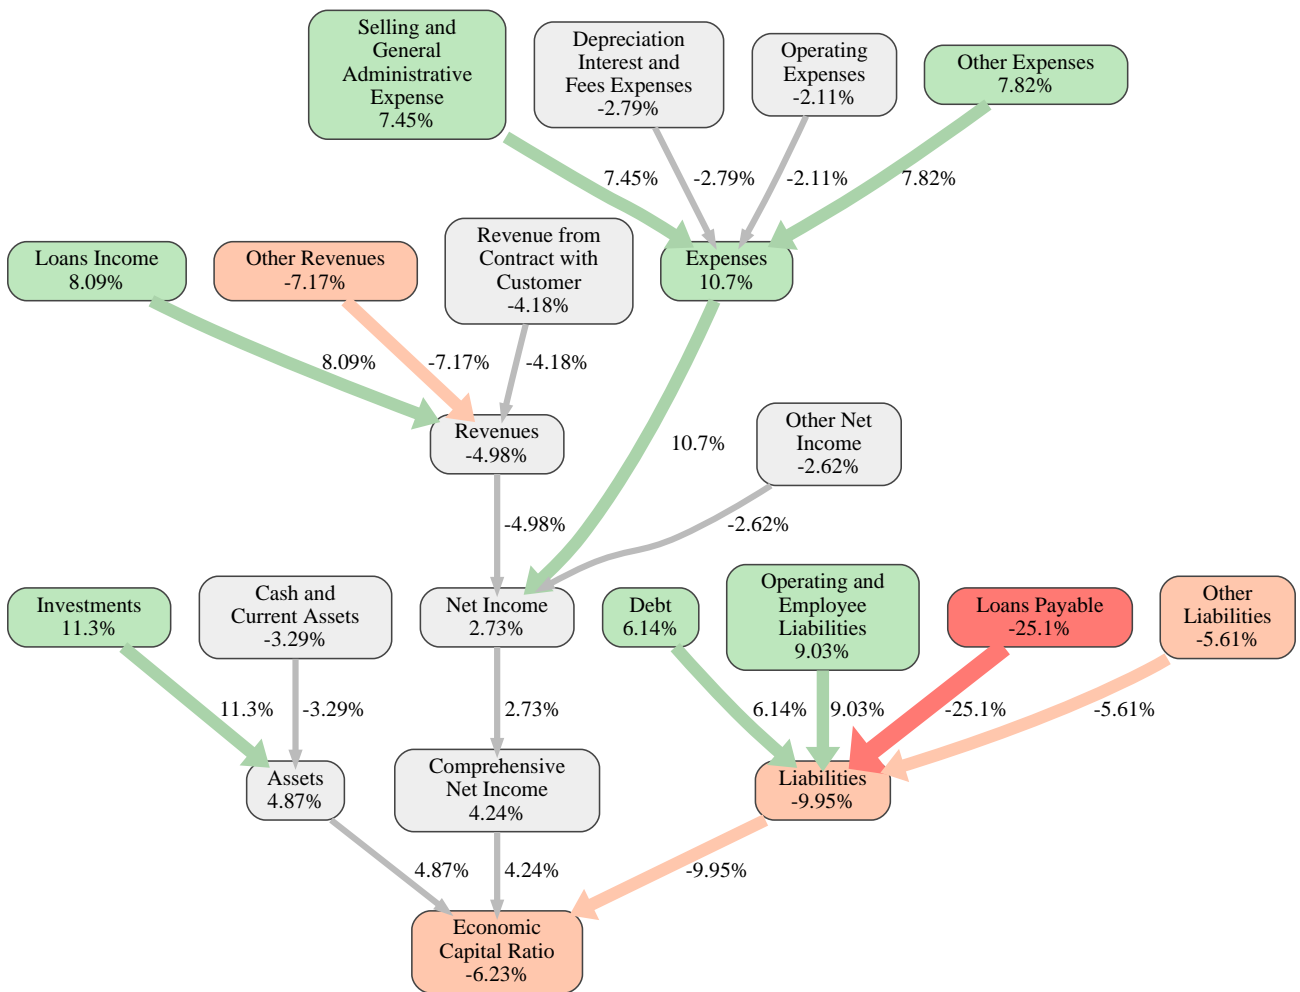 Selling and
General
Administrative
Expense
7.45%
Depreciation
Interest and
Fees Expenses
-2.79%
Operating
Expenses
-2.11%
Other Expenses
7.82%
7.45%
-2.79%
-2.11%
7.82%
Loans Income
8.09%
Other Revenues
-7.17%
Revenue from
Contract with
Customer
-4.18%
Expenses
10.7%
8.09%
-7.17%
-4.18%
10.7%
Revenues
-4.98%
Other Net
Income
-2.62%
-4.98%
-2.62%
Investments
11.3%
Cash and
Current Assets
-3.29%
Net Income
2.73%
Debt
6.14%
Operating and
Employee
Liabilities
9.03%
Loans Payable
-25.1%
Other
Liabilities
-5.61%
11.3%
-3.29%
2.73%
6.14%
9.03%
-25.1%
-5.61%
Assets
4.87%
Comprehensive
Net Income
4.24%
Liabilities
-9.95%
4.87%
4.24%
-9.95%
Economic
Capital Ratio
-6.23%